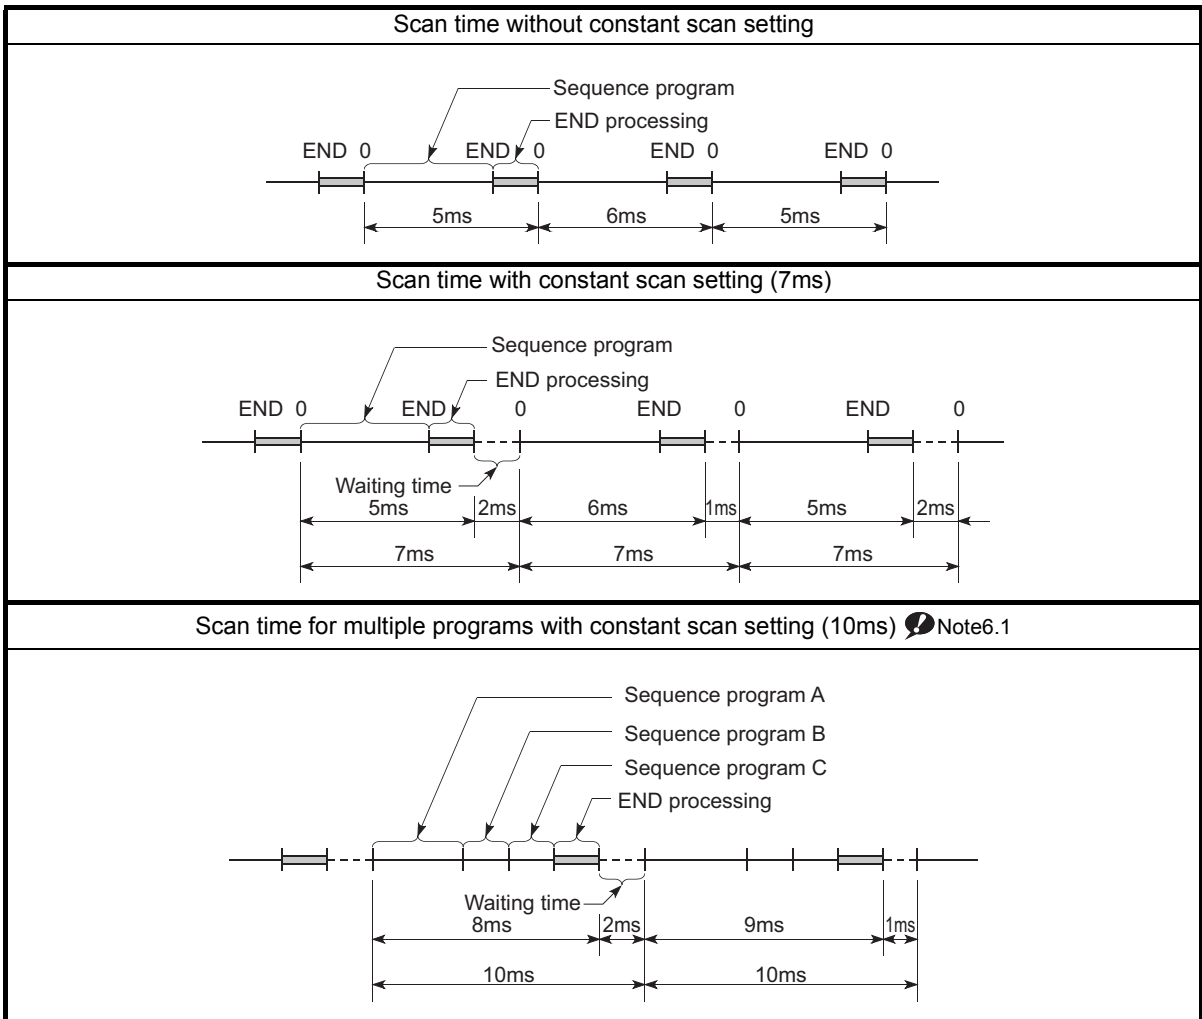 Scan time without constant scan setting
Sequence program
END processing
END 0 END 0 END 0 END 0
5ms 6ms 5ms
Scan time with constant scan setting (7ms)
Sequence program
END processing
END 0 END 0 END 0 END 0
Waiting time
5ms 2ms 6ms 1ms 5ms 2ms
7ms 7ms 7ms
Scan time for multiple programs with constant scan setting (10ms) Note6.1
Sequence program A
Sequence program B
Sequence program C
END processing
Waiting time
8ms 2ms 9ms 1ms
10ms 10ms